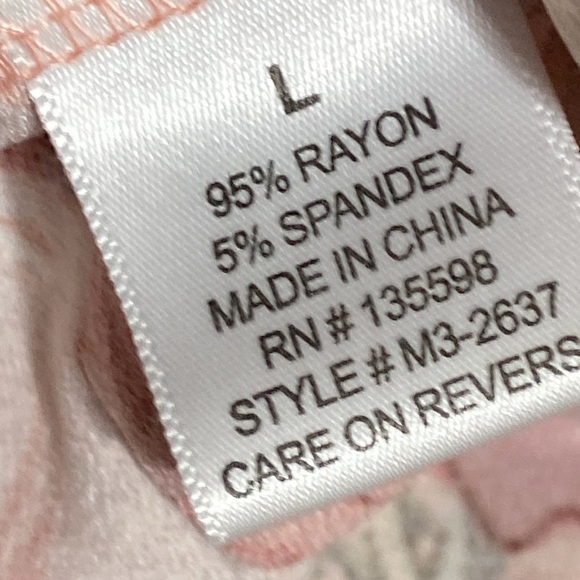 L
95% RAYON
5% SPANDEX
MADE IN CHINA
RN # 135598
STYLE # M3-2637
CARE ON REVERS